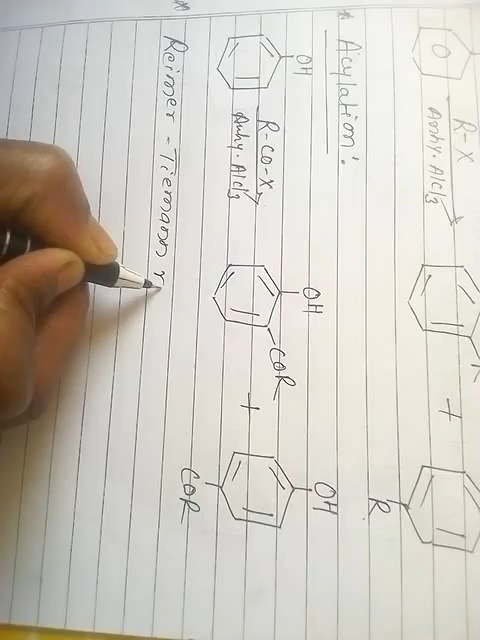 R-X
Anhy. AlCl3
+
R
* Acylation:
OH
R-CO-X,
Anhy. AlCl3
OH
COR
+
OH
COR
Reimer - Tiemann r